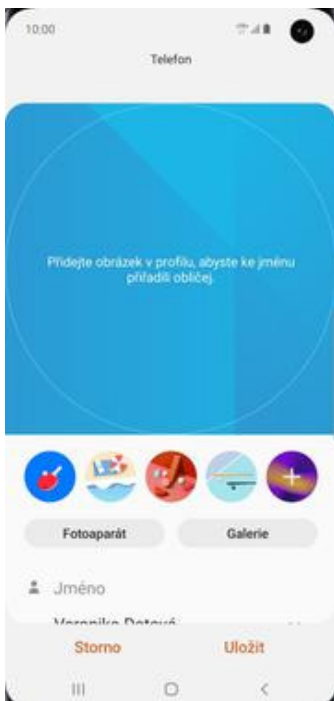 10:00
Telefon
Přidejte obrázek v profilu, abyste ke jménu
přiřadili obličej.
Fotoaparát
Galerie
Jméno
Storno
Uložit